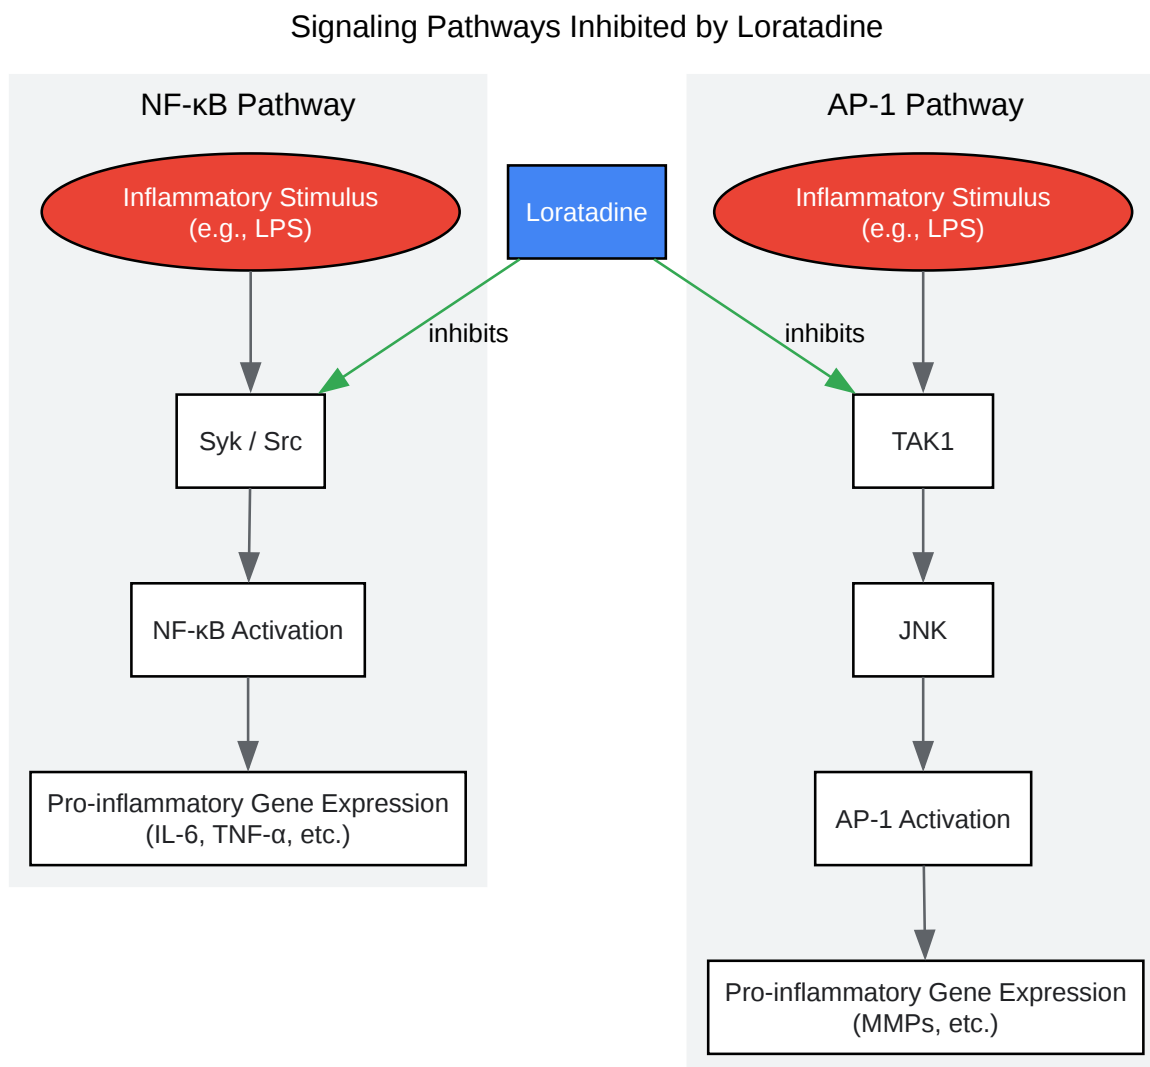 Signaling Pathways Inhibited by Loratadine
NF-κB Pathway
Inflammatory Stimulus
(e.g., LPS)
Syk / Src
NF-κB Activation
Pro-inflammatory Gene Expression
(IL-6, TNF-α, etc.)
Loratadine
inhibits
inhibits
AP-1 Pathway
Inflammatory Stimulus
(e.g., LPS)
TAK1
JNK
AP-1 Activation
Pro-inflammatory Gene Expression
(MMPs, etc.)